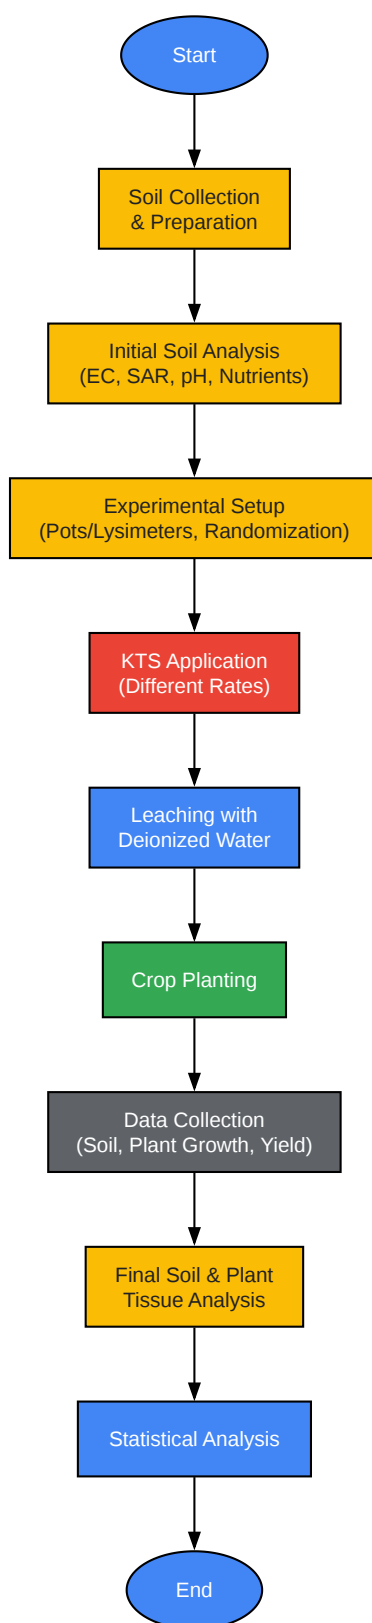 Start
Soil Collection
& Preparation
Initial Soil Analysis
(EC, SAR, pH, Nutrients)
Experimental Setup
(Pots/Lysimeters, Randomization)
KTS Application
(Different Rates)
Leaching with
Deionized Water
Crop Planting
Data Collection
(Soil, Plant Growth, Yield)
Final Soil & Plant
Tissue Analysis
Statistical Analysis
End